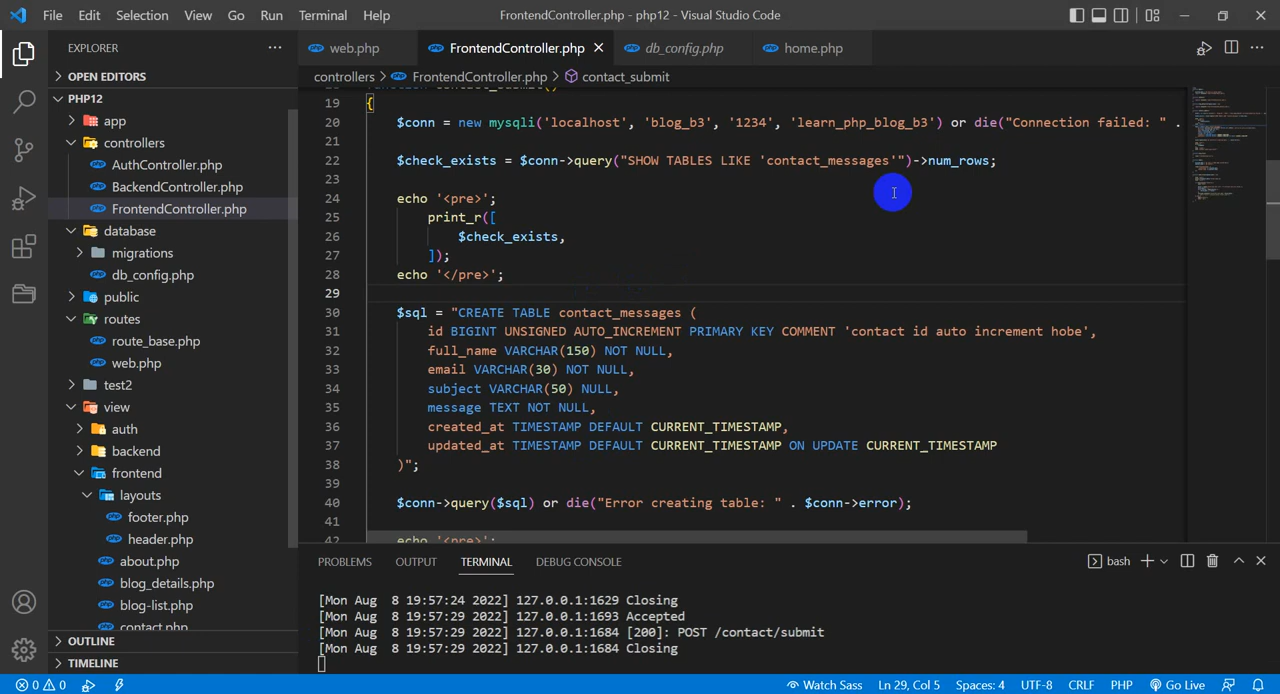 File Edit Selection View Go Run Terminal Help FrontendController.php - php12 - Visual Studio Code
EXPLORER
OPEN EDITORS
PHP12
app
controllers
AuthController.php
BackendController.php
FrontendController.php
database
migrations
db_config.php
public
routes
route_base.php
web.php
test2
view
auth
backend
frontend
layouts
footer.php
header.php
about.php
blog_details.php
blog-list.php
contact.php
OUTLINE
TIMELINE
web.php FrontendController.php db_config.php home.php
controllers > FrontendController.php > contact_submit
19 {
20 $conn = new mysqli('localhost', 'blog_b3', '1234', 'learn_php_blog_b3') or die("Connection failed: " .
21
22 $check_exists = $conn->query("SHOW TABLES LIKE 'contact_messages'")->num_rows;
23
24 echo '<pre>';
25 print_r([
26 $check_exists,
27 ]);
28 echo '</pre>';
29
30 $sql = "CREATE TABLE contact_messages (
31 id BIGINT UNSIGNED AUTO_INCREMENT PRIMARY KEY COMMENT 'contact id auto increment hobe',
32 full_name VARCHAR(150) NOT NULL,
33 email VARCHAR(30) NOT NULL,
34 subject VARCHAR(50) NULL,
35 message TEXT NOT NULL,
36 created_at TIMESTAMP DEFAULT CURRENT_TIMESTAMP,
37 updated_at TIMESTAMP DEFAULT CURRENT_TIMESTAMP ON UPDATE CURRENT_TIMESTAMP
38 )";
39
40 $conn->query($sql) or die("Error creating table: " . $conn->error);
41
42 echo '<pre>';
PROBLEMS OUTPUT TERMINAL DEBUG CONSOLE bash
[Mon Aug  8 19:57:24 2022] 127.0.0.1:1629 Closing
[Mon Aug  8 19:57:29 2022] 127.0.0.1:1693 Accepted
[Mon Aug  8 19:57:29 2022] 127.0.0.1:1684 [200]: POST /contact/submit
[Mon Aug  8 19:57:29 2022] 127.0.0.1:1684 Closing
0 0 Watch Sass Ln 29, Col 5 Spaces: 4 UTF-8 CRLF PHP Go Live